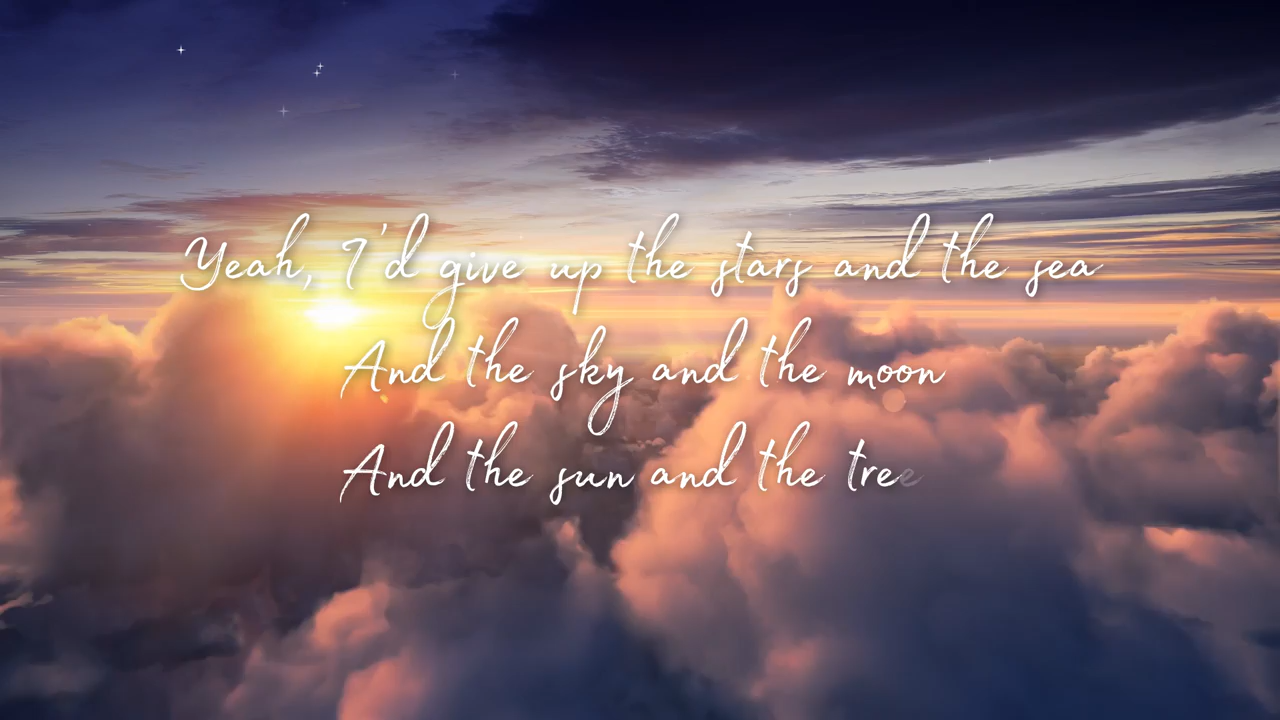 Yeah, I'd give up the stars and the sea
And the sky and the moon
And the sun and the tree